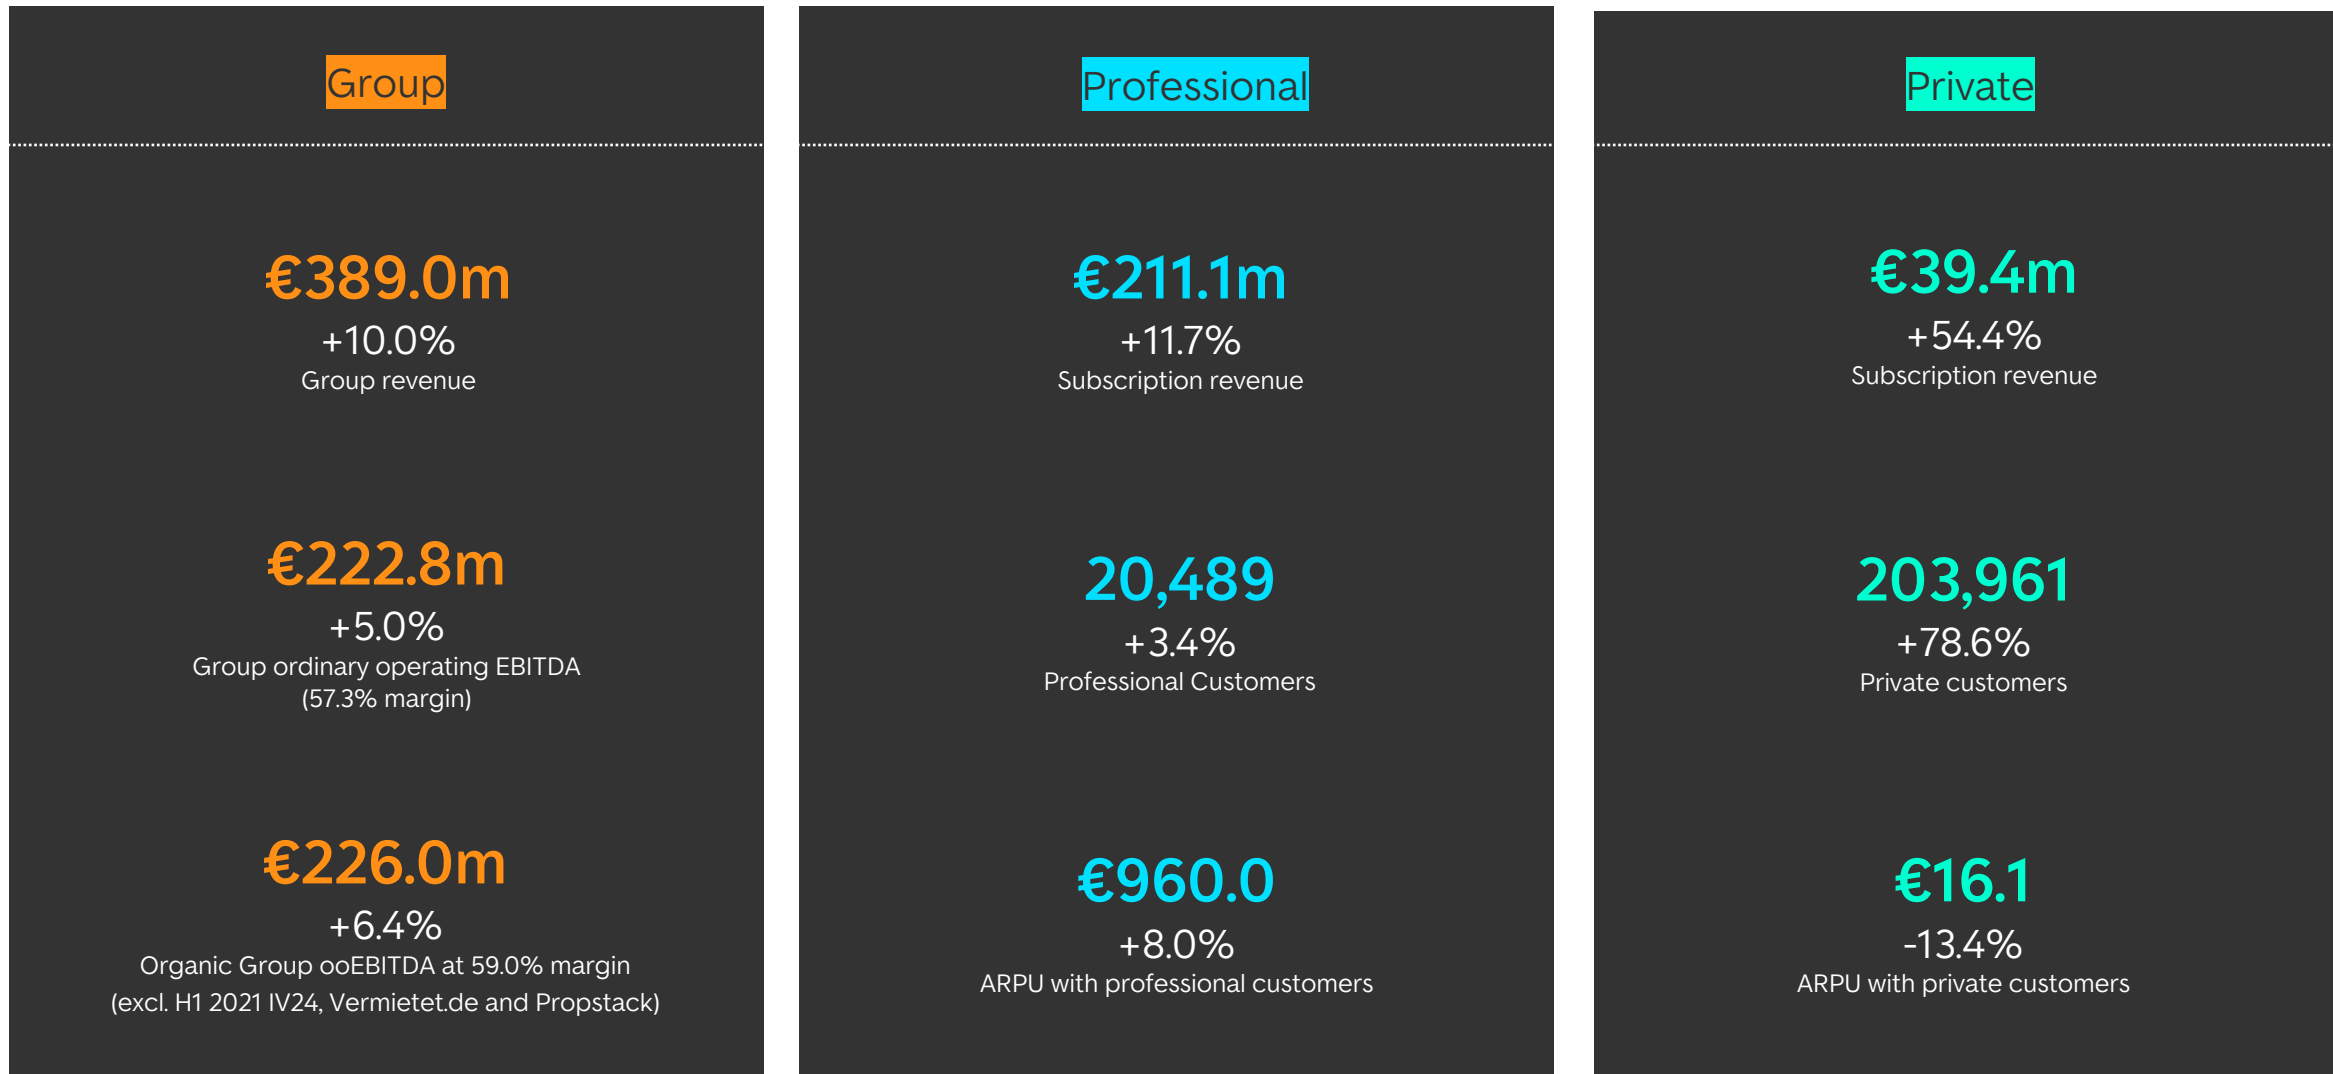 Group
€389.0m
+10.0%
Group revenue
€222.8m
+5.0%
Group ordinary operating EBITDA
(57.3% margin)
€226.0m
+6.4%
Organic Group ooEBITDA at 59.0% margin
(excl. H1 2021 IV24, Vermietet.de and Propstack)
Professional
€211.1m
+11.7%
Subscription revenue
20,489
+3.4%
Professional Customers
€960.0
+8.0%
ARPU with professional customers
Private
€39.4m
+54.4%
Subscription revenue
203,961
+78.6%
Private customers
€16.1
-13.4%
ARPU with private customers